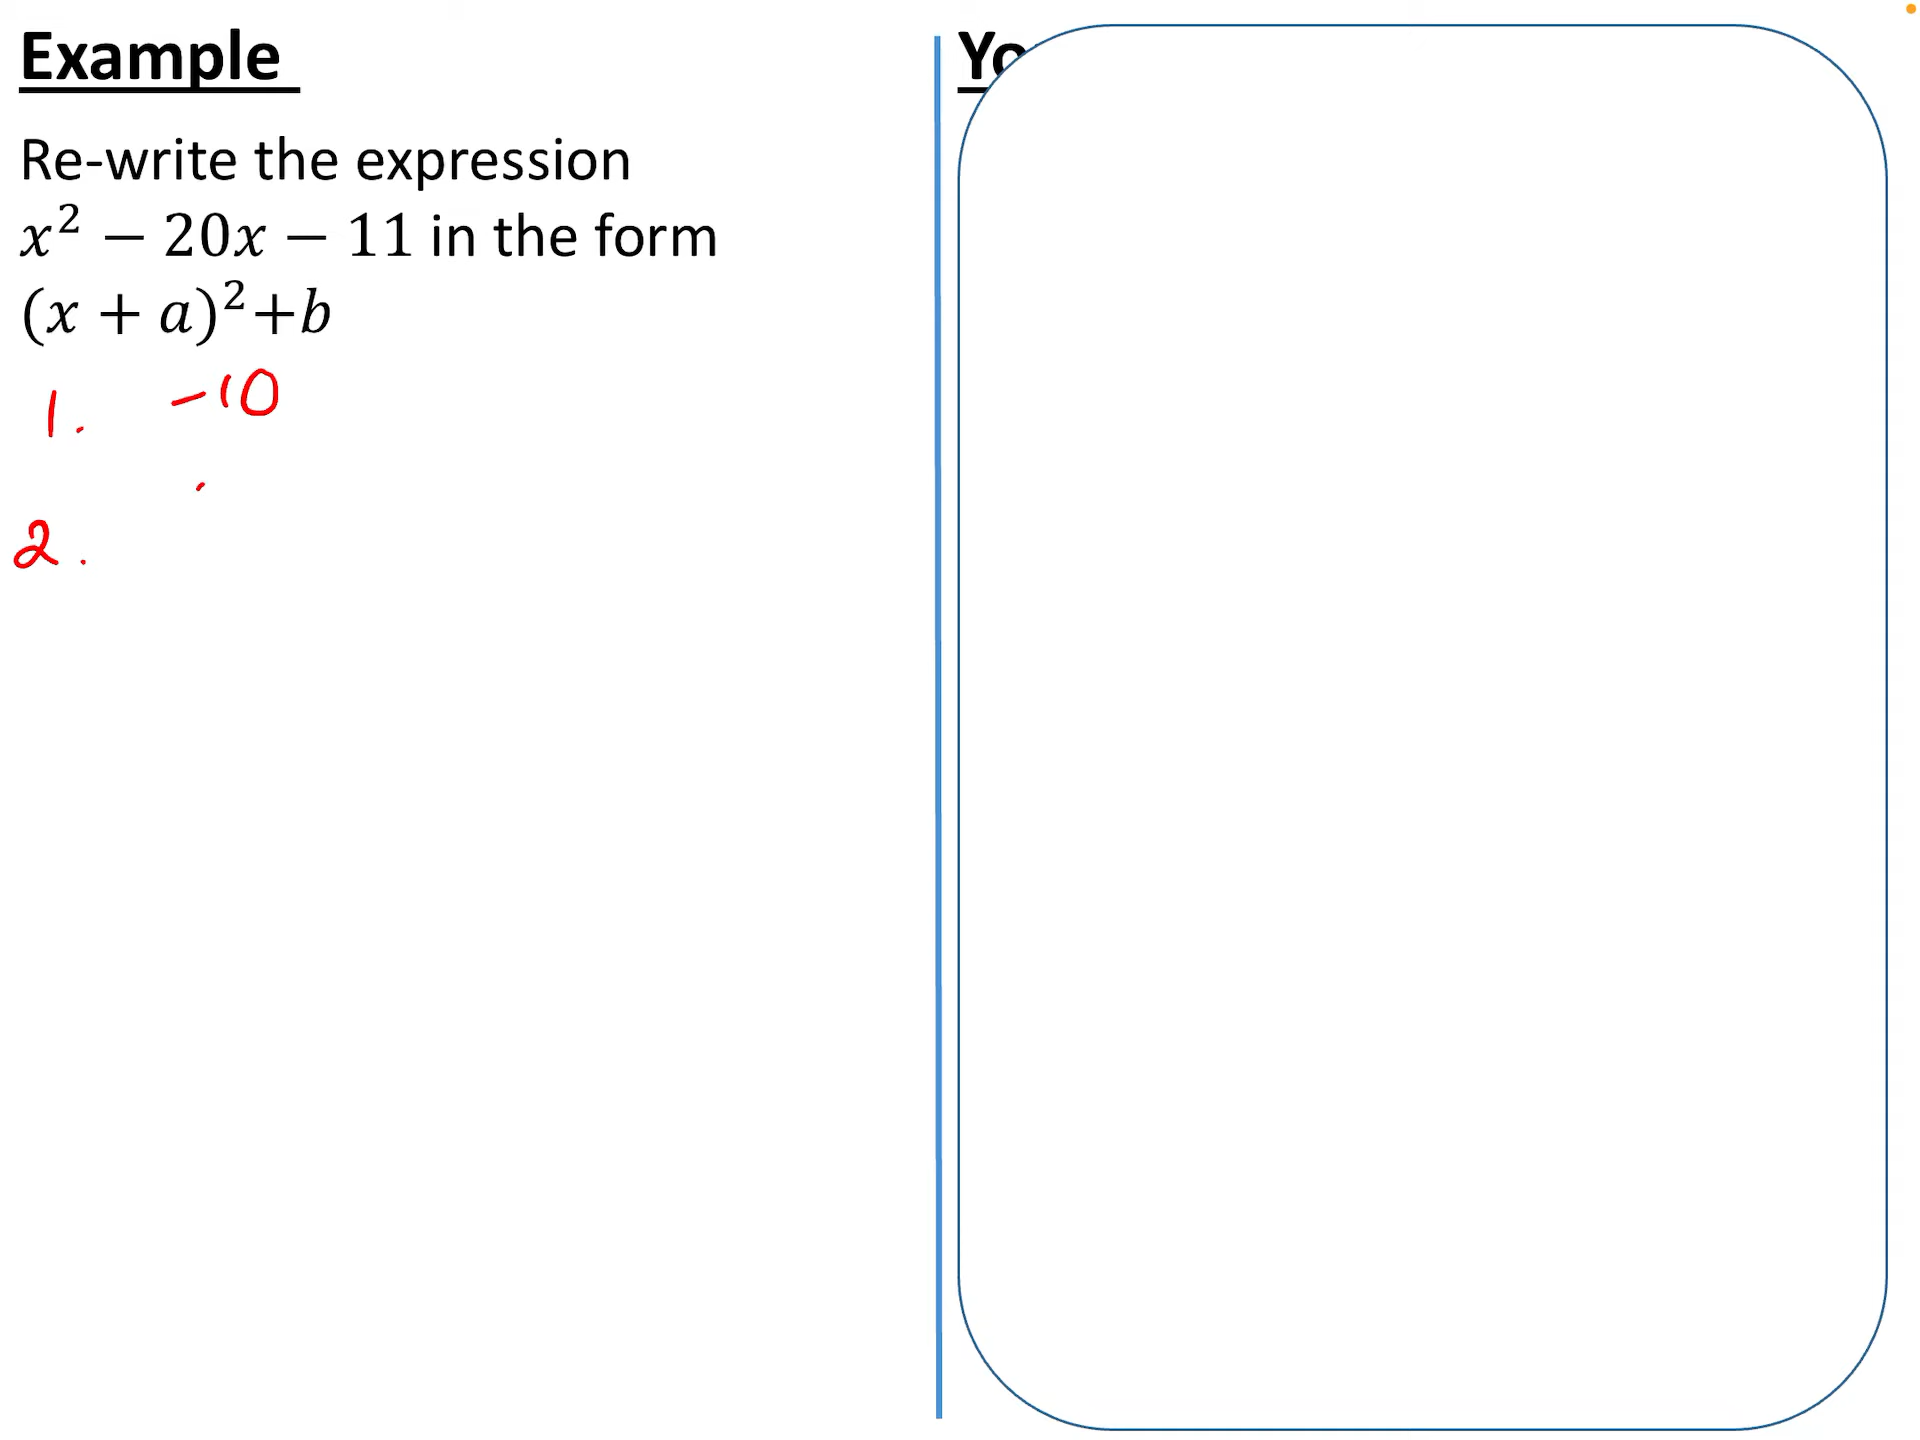 Example
Re-write the expression
x² − 20x − 11 in the form
(x + a)²+b
1. -10
2.